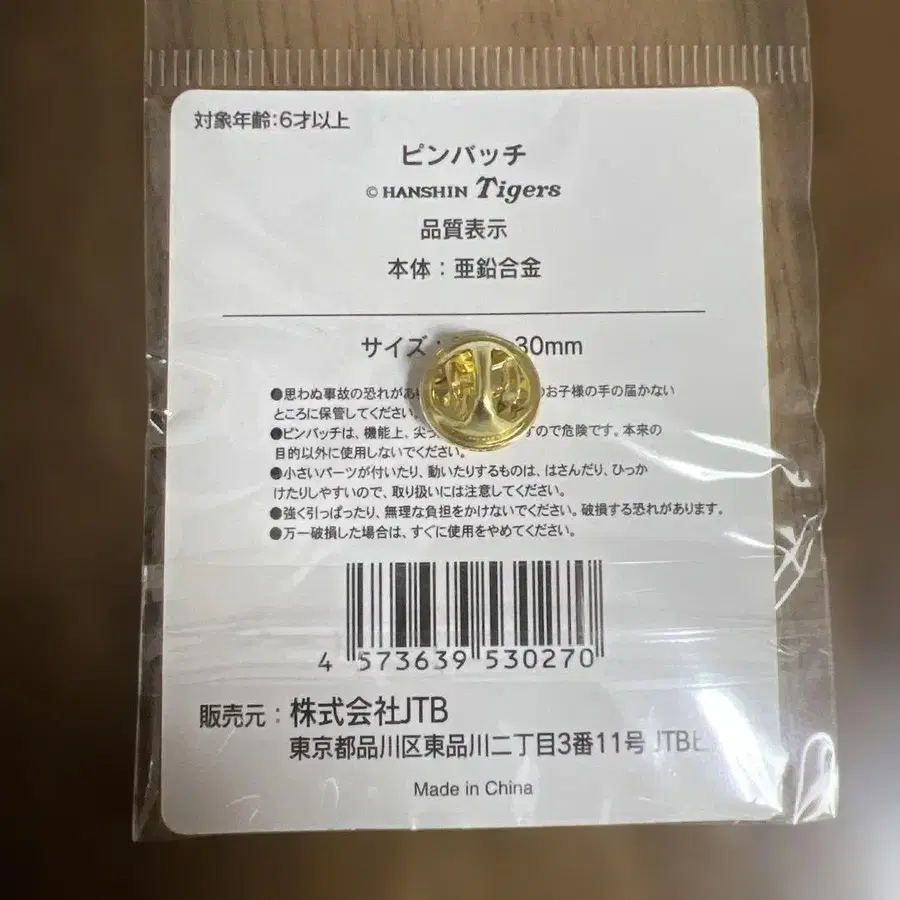 対象年齢:6才以上
ピンバッチ
© HANSHIN Tigers
品質表示
本体：亜鉛合金
サイズ： 30mm
●思わぬ事故の恐れがあ のお子様の手の届かない
ところに保管してください。
●ピンバッチは、機能上、尖っ すので危険です。本来の
目的以外に使用しないでください。
●小さいパーツが付いたり、動いたりするものは、はさんだり、ひっか
けたりしやすいので、取り扱いには注意してください。
●強く引っぱったり、無理な負担をかけないでください。破損する恐れがあります。
●万一破損した場合は、すぐに使用をやめてください。
4 573639 530270
販売元：株式会社JTB
東京都品川区東品川二丁目3番11号 JTBビ
Made in China